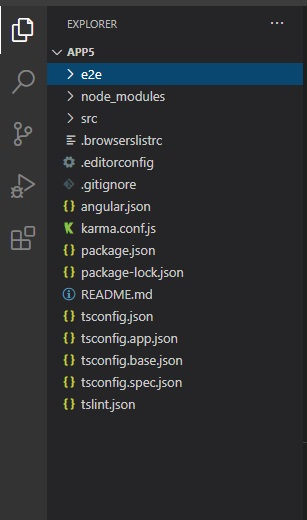 EXPLORER
APP5
e2e
node_modules
src
.browserslistrc
.editorconfig
.gitignore
angular.json
karma.conf.js
package.json
package-lock.json
README.md
tsconfig.json
tsconfig.app.json
tsconfig.base.json
tsconfig.spec.json
tslint.json